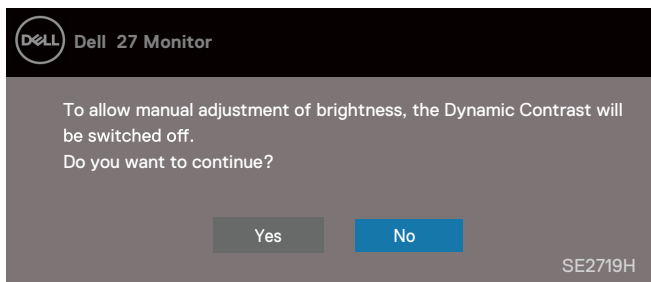 DELL Dell 27 Monitor
To allow manual adjustment of brightness, the Dynamic Contrast will
be switched off.
Do you want to continue?
Yes No
SE2719H